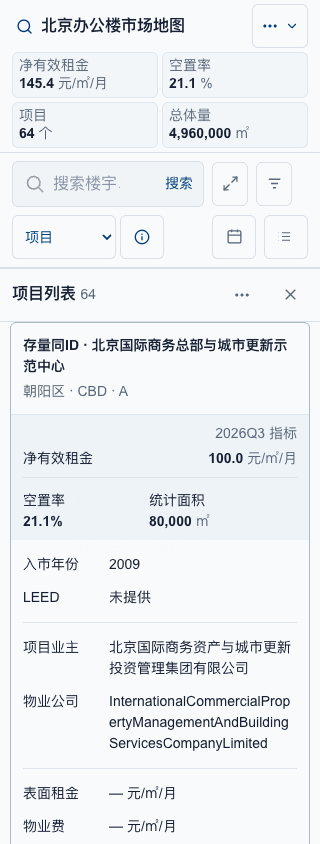 北京办公楼市场地图
净有效租金
145.4 元/㎡/月
空置率
21.1 %
项目
64 个
总体量
4,960,000 ㎡
搜索楼宇.
搜索
项目
项目列表 64
存量同ID · 北京国际商务总部与城市更新示
范中心
朝阳区 · CBD · A
2026Q3 指标
净有效租金 100.0 元/㎡/月
空置率 统计面积
21.1% 80,000 ㎡
入市年份 2009
LEED 未提供
项目业主 北京国际商务资产与城市更新
投资管理集团有限公司
物业公司 InternationalCommercialProp
ertyManagementAndBuilding
ServicesCompanyLimited
表面租金 — 元/㎡/月
物业费 — 元/㎡/月